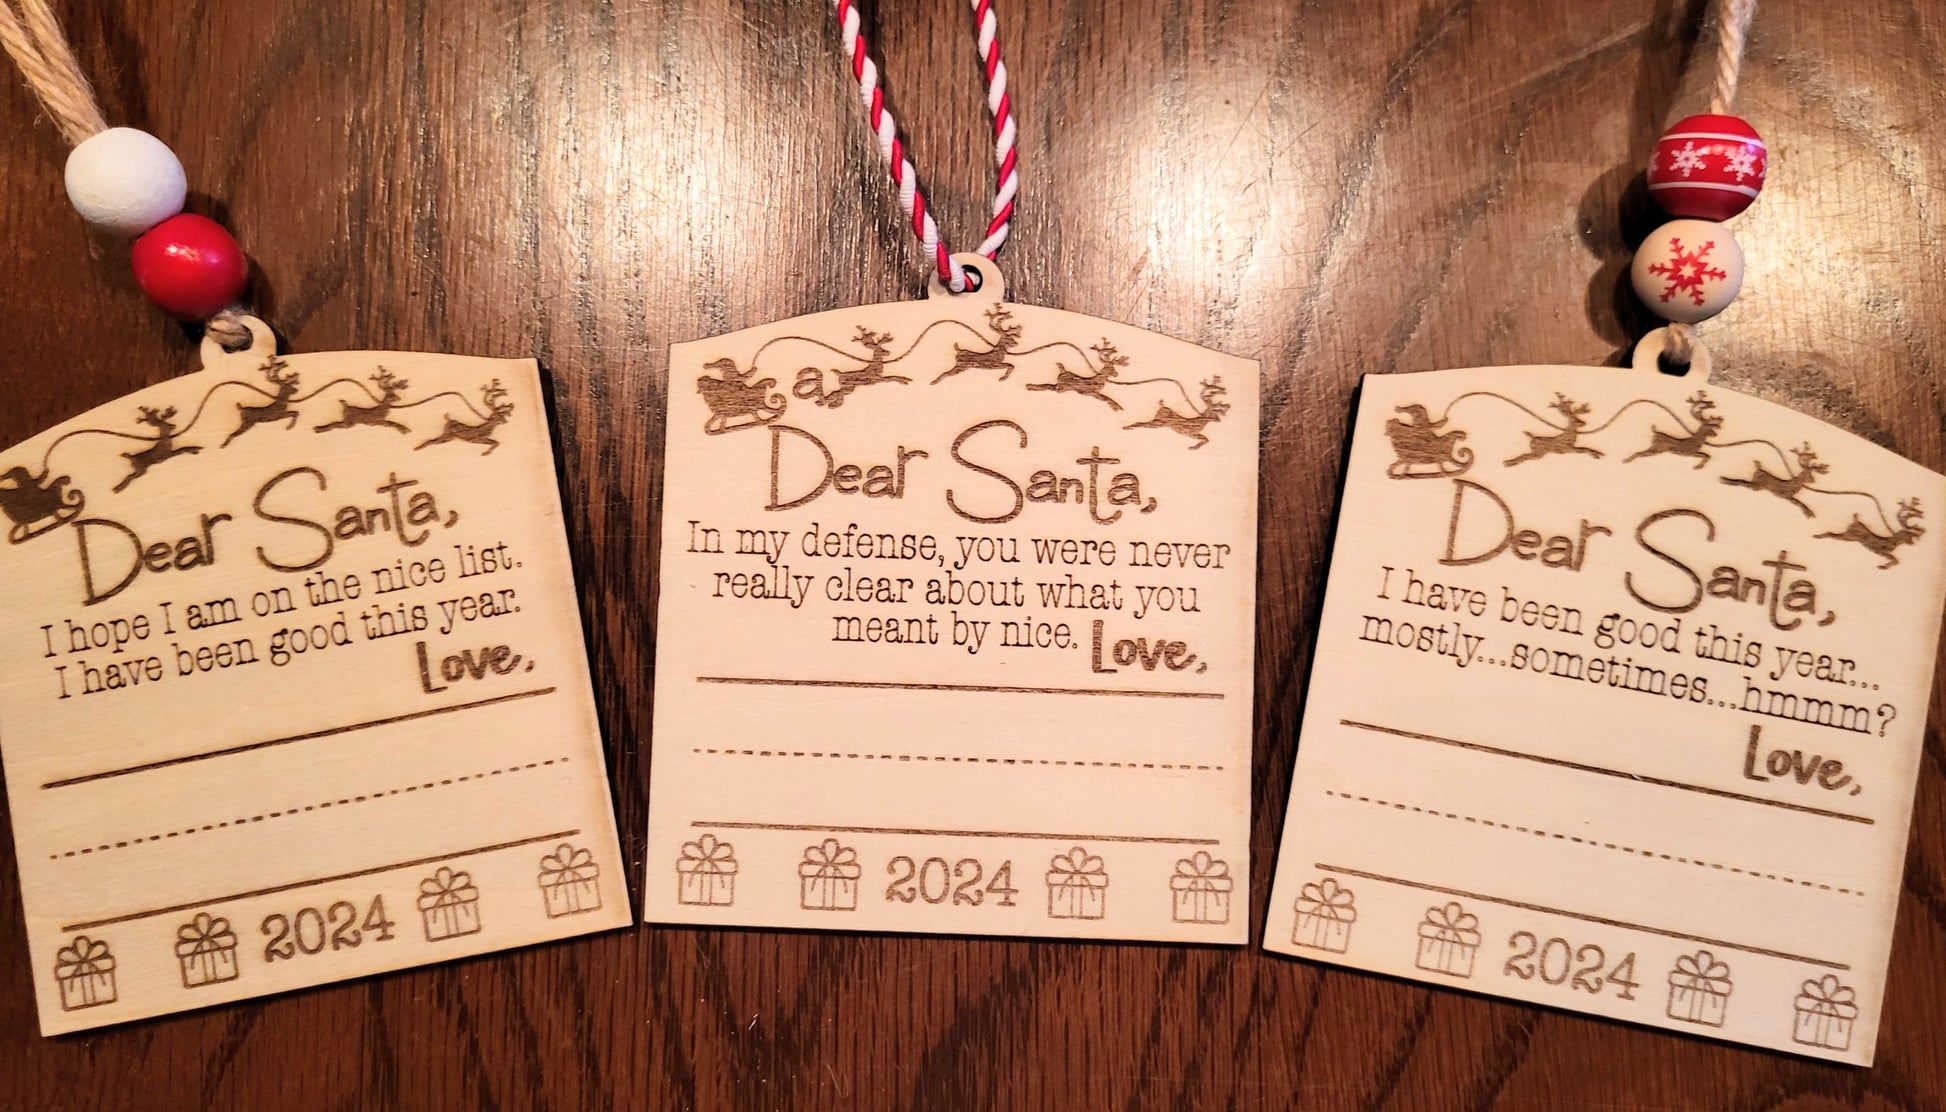 Dear Santa,
I hope I am on the nice list.
I have been good this year.
Love,
2024
a
Dear Santa,
In my defense, you were never
really clear about what you
meant by nice. Love,
2024
Dear Santa,
I have been good this year...
mostly...sometimes...hmmm?
Love,
2024